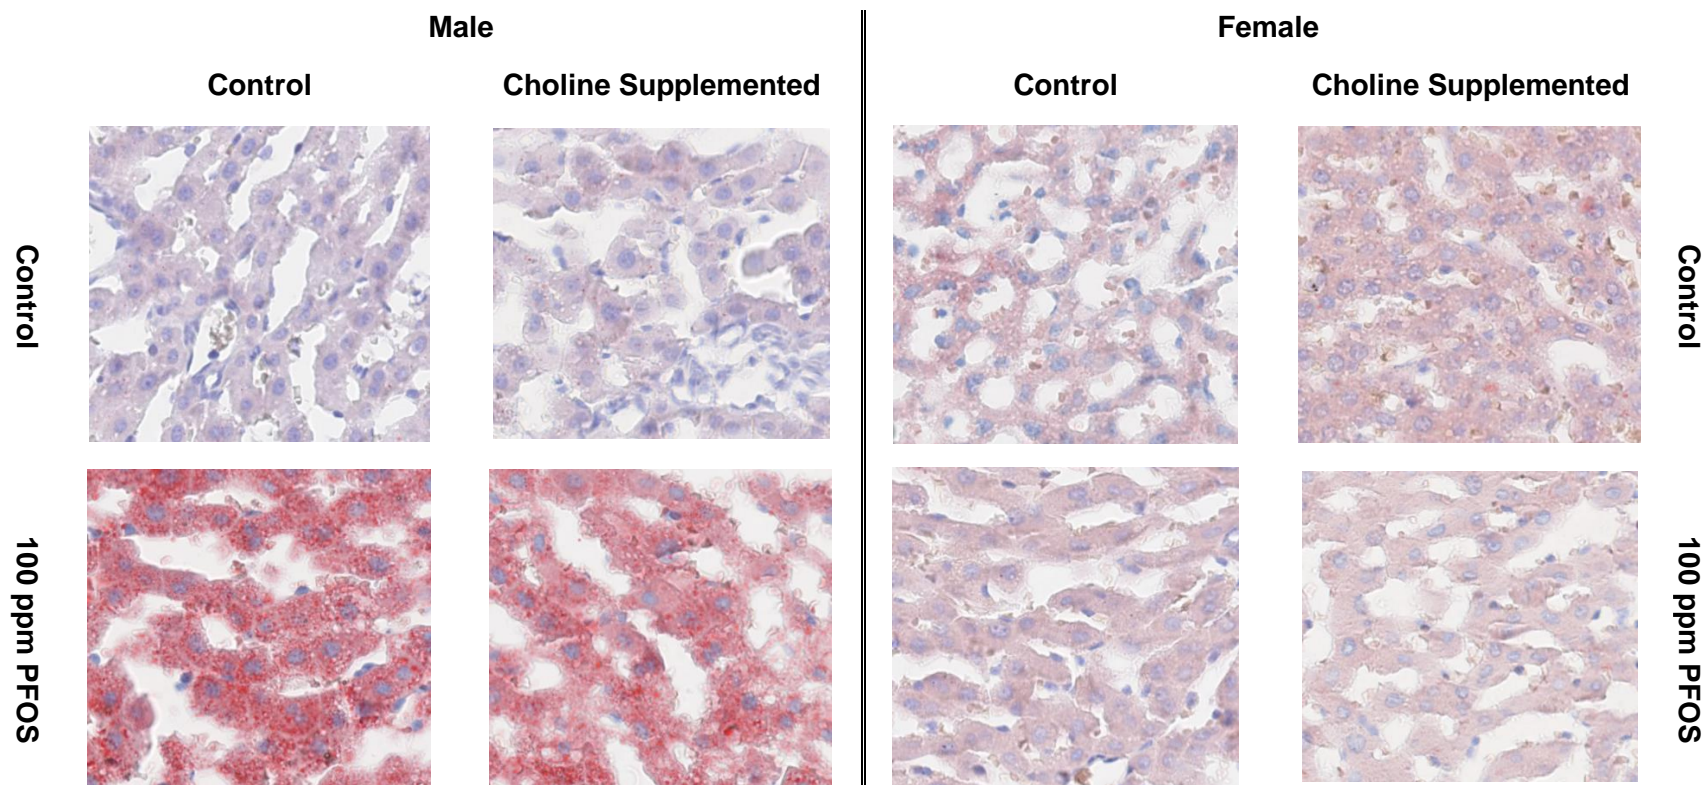 Male
Female
Control
Choline Supplemented
Control
Choline Supplemented
Control
Control
100 ppm PFOS
100 ppm PFOS